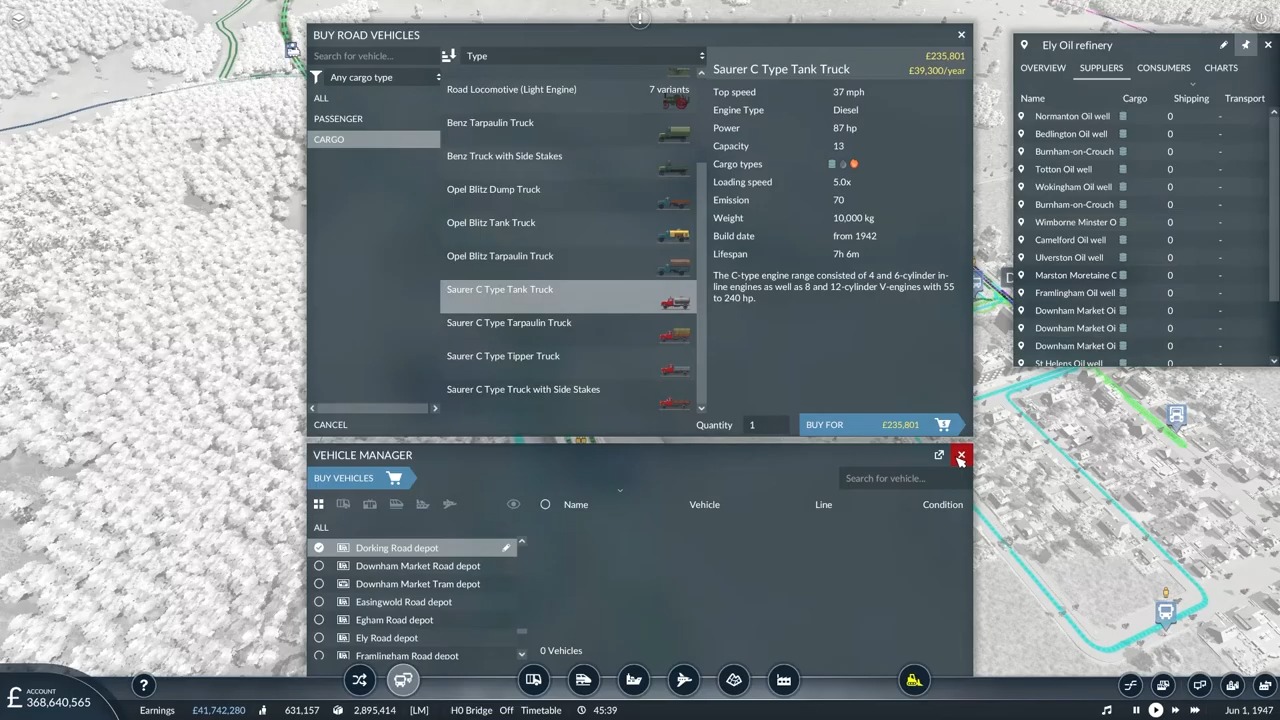 BUY ROAD VEHICLES
Search for vehicle...
Type
Any cargo type
ALL
PASSENGER
CARGO
Road Locomotive (Light Engine) 7 variants
Benz Tarpaulin Truck
Benz Truck with Side Stakes
Opel Blitz Dump Truck
Opel Blitz Tank Truck
Opel Blitz Tarpaulin Truck
Saurer C Type Tank Truck
Saurer C Type Tarpaulin Truck
Saurer C Type Tipper Truck
Saurer C Type Truck with Side Stakes
£235,801
Saurer C Type Tank Truck £39,300/year
Top speed 37 mph
Engine Type Diesel
Power 87 hp
Capacity 13
Cargo types
Loading speed 5.0x
Emission 70
Weight 10,000 kg
Build date from 1942
Lifespan 7h 6m
The C-type engine range consisted of 4 and 6-cylinder in-
line engines as well as 8 and 12-cylinder V-engines with 55
to 240 hp.
CANCEL
Quantity 1
BUY FOR £235,801
Ely Oil refinery
OVERVIEW SUPPLIERS CONSUMERS CHARTS
Name Cargo Shipping Transport
Normanton Oil well 0 -
Bedlington Oil well 0 -
Burnham-on-Crouch 0 -
Totton Oil well 0 -
Wokingham Oil well 0 -
Burnham-on-Crouch 0 -
Wimborne Minster O 0 -
Camelford Oil well 0 -
Ulverston Oil well 0 -
Marston Moretaine C 0 -
Framlingham Oil well 0 -
Downham Market Oi 0 -
Downham Market Oi 0 -
Downham Market Oi 0 -
St Helens Oil well 0 -
VEHICLE MANAGER
BUY VEHICLES
Search for vehicle...
Name Vehicle Line Condition
ALL
Dorking Road depot
Downham Market Road depot
Downham Market Tram depot
Easingwold Road depot
Egham Road depot
Ely Road depot
Framlingham Road depot
0 Vehicles
£ ACCOUNT
368,640,565
?
Earnings £41,742,280 631,157 2,895,414 [LM] H0 Bridge Off Timetable 45:39
Jun 1, 1947